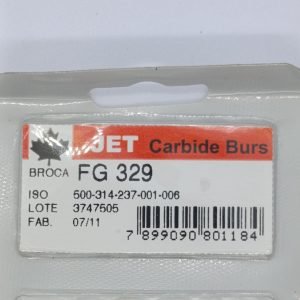 JET Carbide Burs
BROCA FG 329
ISO 500-314-237-001-006
LOTE 3747505
FAB. 07/11
7 899090 801184